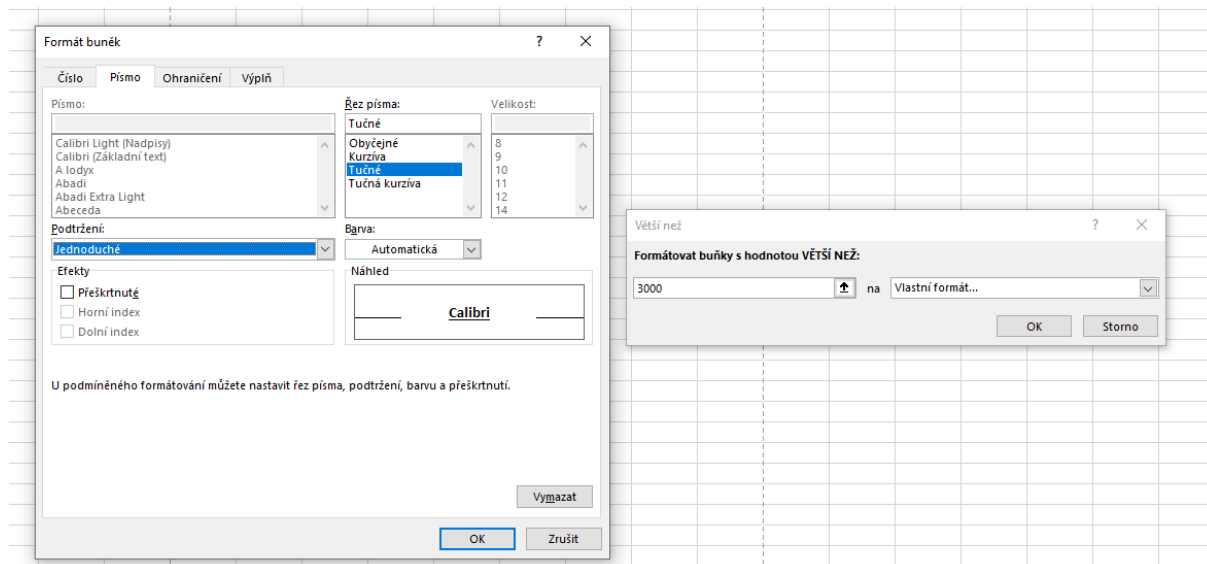 Formát buněk ? ×
Číslo Písmo Ohraničení Výplň
Písmo:
Calibri Light (Nadpisy)
Calibri (Základní text)
A lodyx
Abadi
Abadi Extra Light
Abeceda
Řez písma:
Tučné
Obyčejné
Kurzíva
Tučné
Tučná kurzíva
Velikost:
8
9
10
11
12
14
Podtržení:
Jednoduché
Barva:
Automatická
Efekty
Přeškrtnuté
Horní index
Dolní index
Náhled
Calibri
U podmíněného formátování můžete nastavit řez písma, podtržení, barvu a přeškrtnutí.
Vymazat
OK Zrušit
Větší než ? ×
Formátovat buňky s hodnotou VĚTŠÍ NEŽ:
3000 na Vlastní formát...
OK Storno